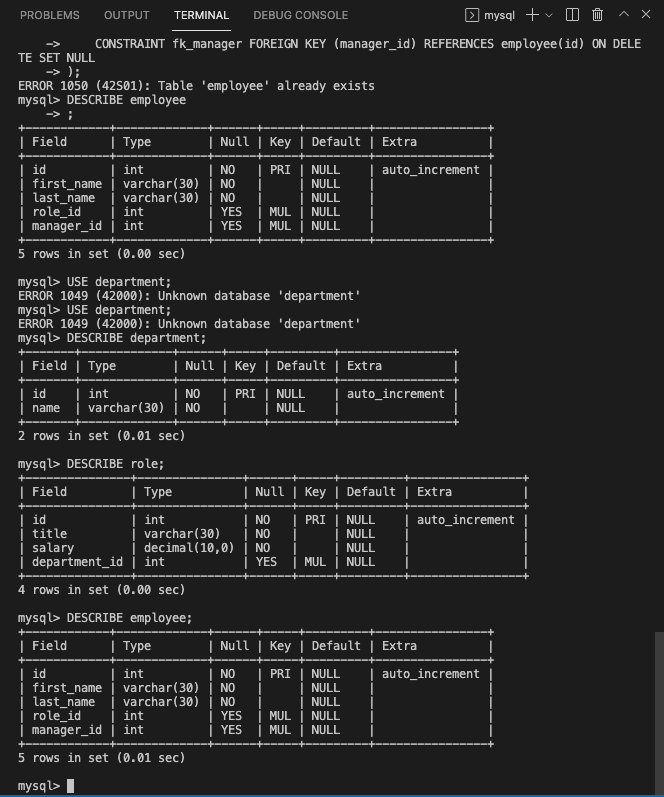 PROBLEMS OUTPUT TERMINAL DEBUG CONSOLE mysql
    ->     CONSTRAINT fk_manager FOREIGN KEY (manager_id) REFERENCES employee(id) ON DELE
TE SET NULL
    -> );
ERROR 1050 (42S01): Table 'employee' already exists
mysql> DESCRIBE employee
    -> ;
+------------+-------------+------+-----+---------+----------------+
| Field      | Type        | Null | Key | Default | Extra          |
+------------+-------------+------+-----+---------+----------------+
| id         | int         | NO   | PRI | NULL    | auto_increment |
| first_name | varchar(30) | NO   |     | NULL    |                |
| last_name  | varchar(30) | NO   |     | NULL    |                |
| role_id    | int         | YES  | MUL | NULL    |                |
| manager_id | int         | YES  | MUL | NULL    |                |
+------------+-------------+------+-----+---------+----------------+
5 rows in set (0.00 sec)
mysql> USE department;
ERROR 1049 (42000): Unknown database 'department'
mysql> USE department;
ERROR 1049 (42000): Unknown database 'department'
mysql> DESCRIBE department;
+-------+-------------+------+-----+---------+----------------+
| Field | Type        | Null | Key | Default | Extra          |
+-------+-------------+------+-----+---------+----------------+
| id    | int         | NO   | PRI | NULL    | auto_increment |
| name  | varchar(30) | NO   |     | NULL    |                |
+-------+-------------+------+-----+---------+----------------+
2 rows in set (0.01 sec)
mysql> DESCRIBE role;
+---------------+---------------+------+-----+---------+----------------+
| Field         | Type          | Null | Key | Default | Extra          |
+---------------+---------------+------+-----+---------+----------------+
| id            | int           | NO   | PRI | NULL    | auto_increment |
| title         | varchar(30)   | NO   |     | NULL    |                |
| salary        | decimal(10,0) | NO   |     | NULL    |                |
| department_id | int           | YES  | MUL | NULL    |                |
+---------------+---------------+------+-----+---------+----------------+
4 rows in set (0.00 sec)
mysql> DESCRIBE employee;
+------------+-------------+------+-----+---------+----------------+
| Field      | Type        | Null | Key | Default | Extra          |
+------------+-------------+------+-----+---------+----------------+
| id         | int         | NO   | PRI | NULL    | auto_increment |
| first_name | varchar(30) | NO   |     | NULL    |                |
| last_name  | varchar(30) | NO   |     | NULL    |                |
| role_id    | int         | YES  | MUL | NULL    |                |
| manager_id | int         | YES  | MUL | NULL    |                |
+------------+-------------+------+-----+---------+----------------+
5 rows in set (0.01 sec)
mysql>